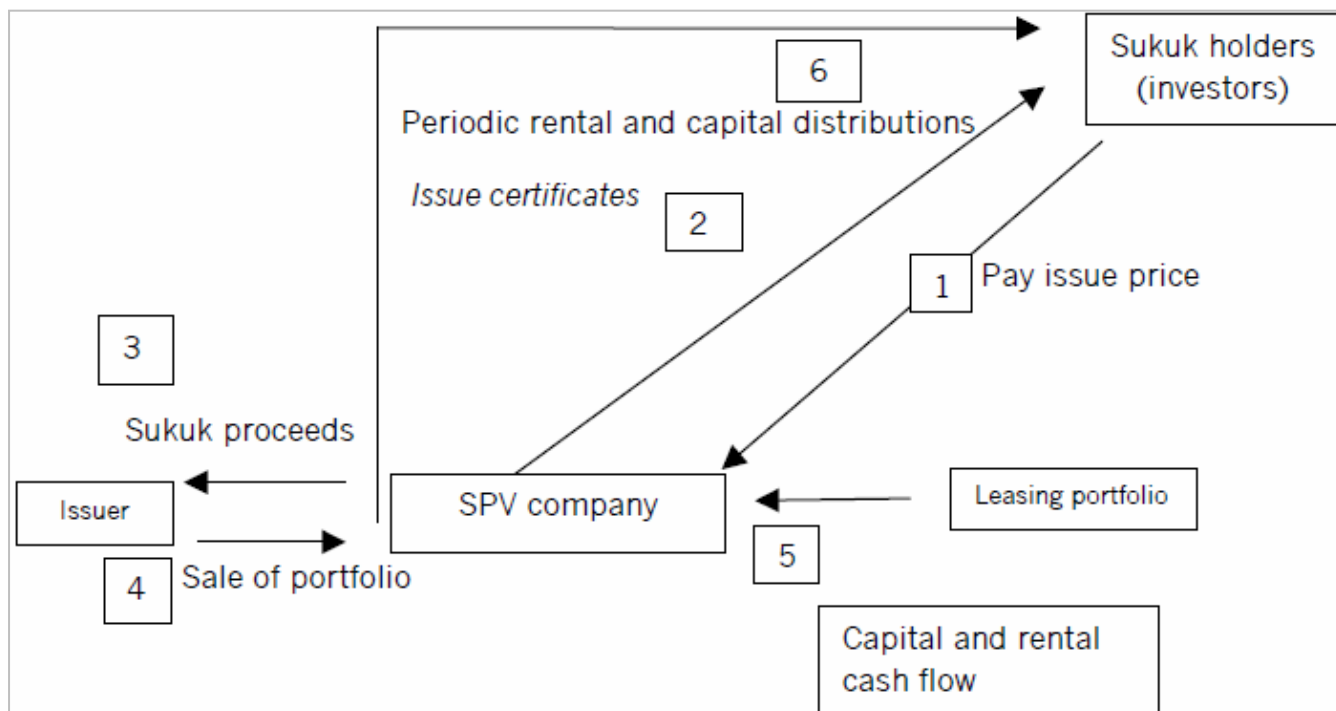 Sukuk holders
(investors)
6
Periodic rental and capital distributions
Issue certificates
2
1
Pay issue price
3
Sukuk proceeds
Issuer
SPV company
Leasing portfolio
5
4
Sale of portfolio
Capital and rental
cash flow